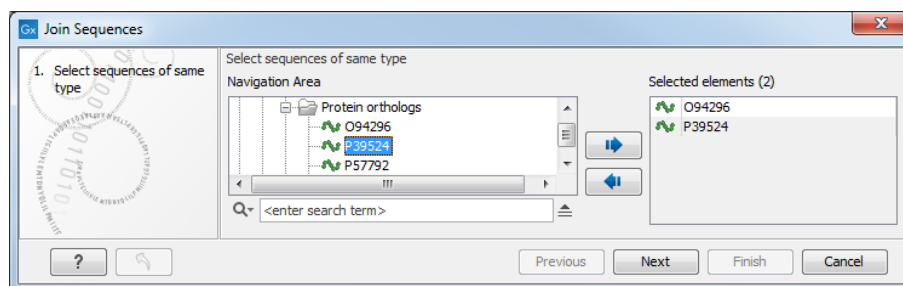 Gx Join Sequences
X
1. Select sequences of same
type
Select sequences of same type
Navigation Area
Protein orthologs
O94296
P39524
P57792
<enter search term>
Selected elements (2)
O94296
P39524
?
Previous
Next
Finish
Cancel